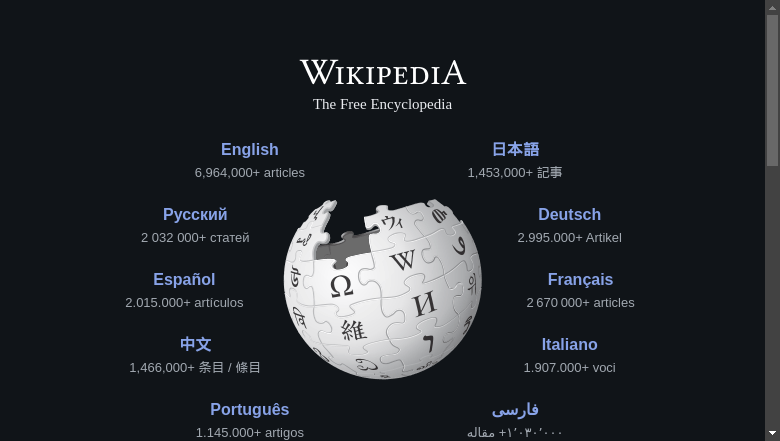 WIKIPEDIA
The Free Encyclopedia
English
6,964,000+ articles
日本語
1,453,000+ 記事
Русский
2 032 000+ статей
Deutsch
2.995.000+ Artikel
Español
2.015.000+ artículos
Français
2 670 000+ articles
中文
1,466,000+ 条目 / 條目
Italiano
1.907.000+ voci
Português
1.145.000+ artigos
فارسی
۱٬۰۳۰٬۰۰۰+ مقاله
Ω
W
И
維
ウィ